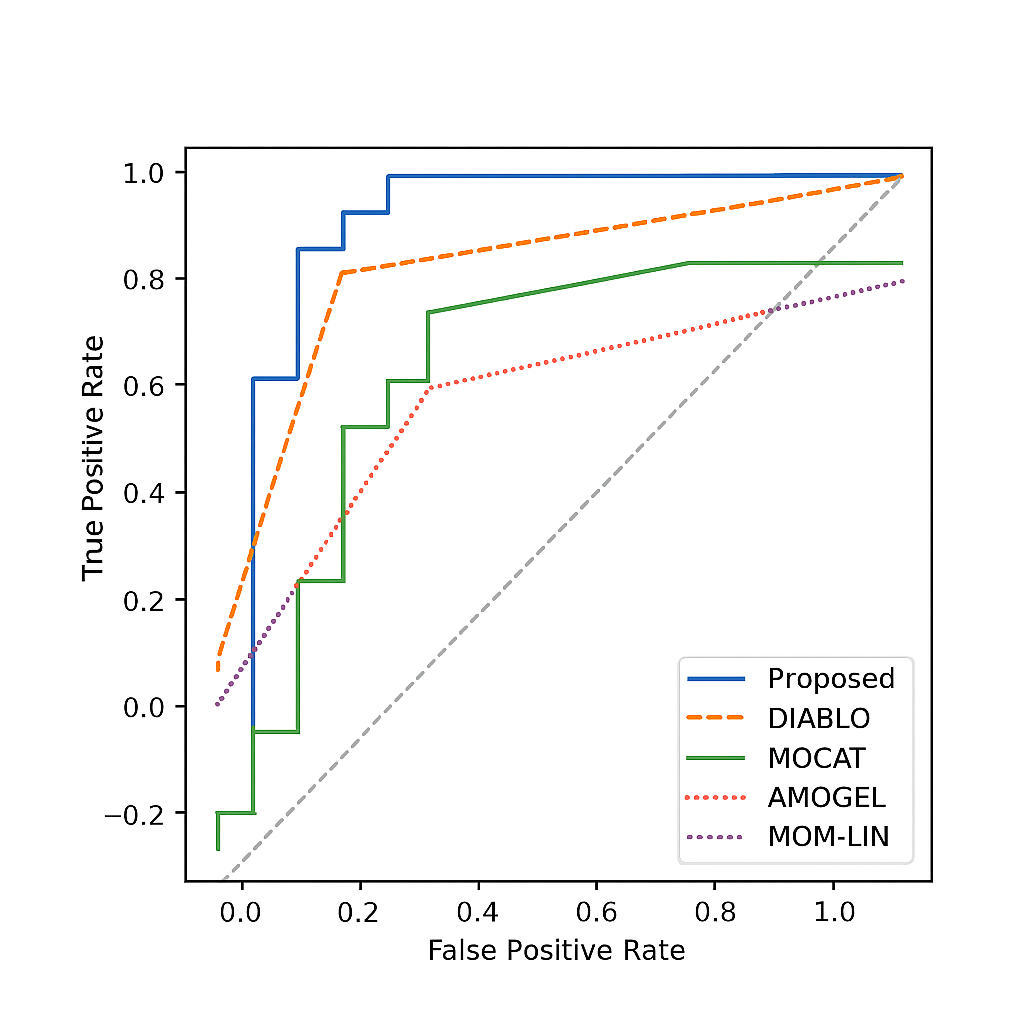 1.0
0.8
0.6
0.4
0.2
0.0
−0.2
True Positive Rate
0.0 0.2 0.4 0.6 0.8 1.0
False Positive Rate
Proposed
DIABLO
MOCAT
AMOGEL
MOM-LIN